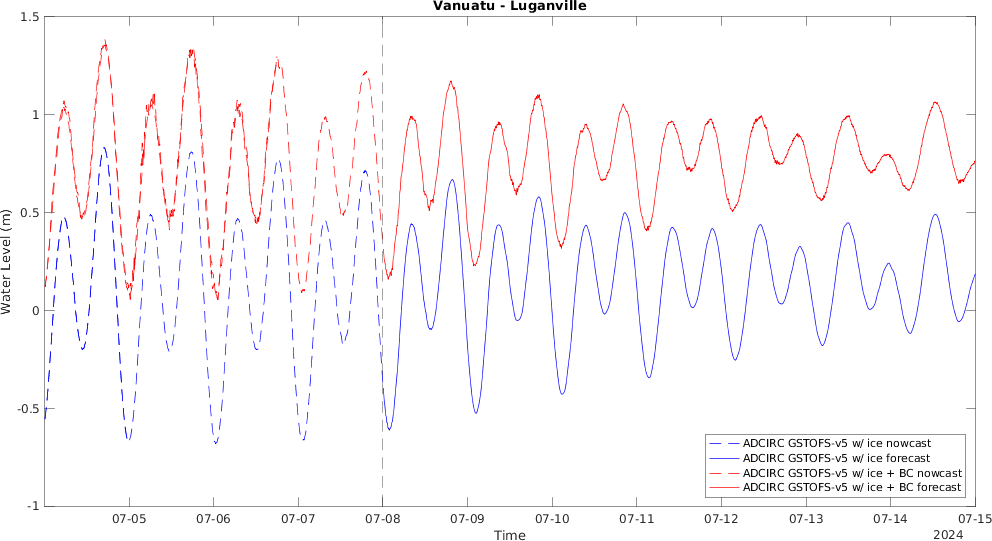 Vanuatu - Luganville
1.5
1
0.5
0
-0.5
-1
Water Level (m)
07-05
07-06
07-07
07-08
07-09
07-10
07-11
07-12
07-13
07-14
07-15
Time
2024
ADCIRC GSTOFS-v5 w/ ice nowcast
ADCIRC GSTOFS-v5 w/ ice forecast
ADCIRC GSTOFS-v5 w/ ice + BC nowcast
ADCIRC GSTOFS-v5 w/ ice + BC forecast